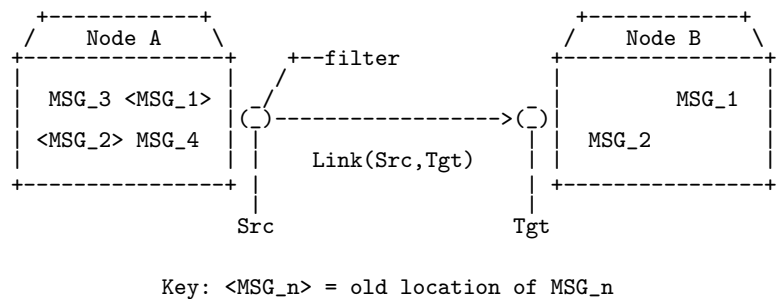 Node A Node B
+--filter
MSG_3 <MSG_1> MSG_1
<MSG_2> MSG_4 MSG_2
Link(Src,Tgt)
Src Tgt
Key: <MSG_n> = old location of MSG_n